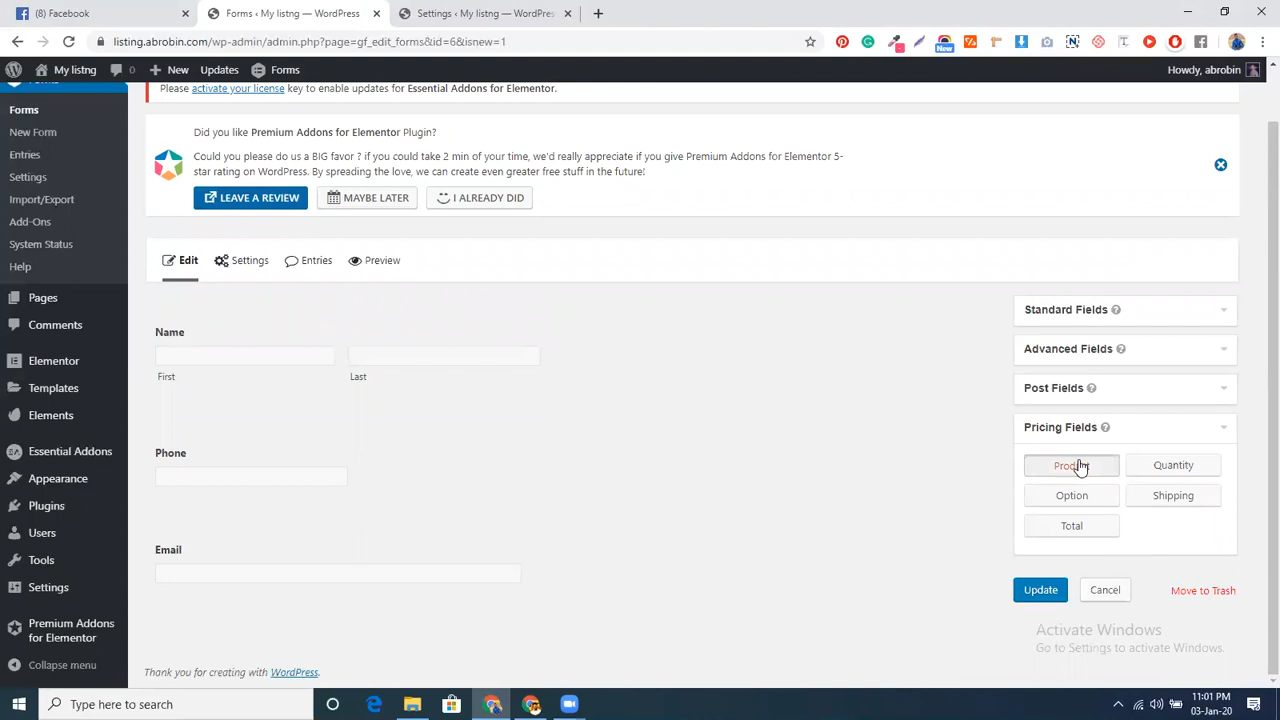 (8) Facebook
Forms ‹ My listng — WordPress
Settings ‹ My listng — WordPress
listing.abrobin.com/wp-admin/admin.php?page=gf_edit_forms&id=6&isnew=1
New
My listng
0
New
Updates
Forms
Howdy, abrobin
Forms
Please activate your license key to enable updates for Essential Addons for Elementor.
Forms
New Form
Entries
Settings
Import/Export
Add-Ons
System Status
Help
Pages
Comments
Elementor
Templates
Elements
Essential Addons
Appearance
Plugins
Users
Tools
Settings
Premium Addons
for Elementor
Collapse menu
Did you like Premium Addons for Elementor Plugin?
Could you please do us a BIG favor ? if you could take 2 min of your time, we'd really appreciate if you give Premium Addons for Elementor 5-
star rating on WordPress. By spreading the love, we can create even greater free stuff in the future!
LEAVE A REVIEW
MAYBE LATER
I ALREADY DID
Edit
Settings
Entries
Preview
Name
First
Last
Phone
Email
Standard Fields
Advanced Fields
Post Fields
Pricing Fields
Product
Quantity
Option
Shipping
Total
Update
Cancel
Move to Trash
Activate Windows
Go to Settings to activate Windows.
Thank you for creating with WordPress.
Type here to search
11:01 PM
03-Jan-20